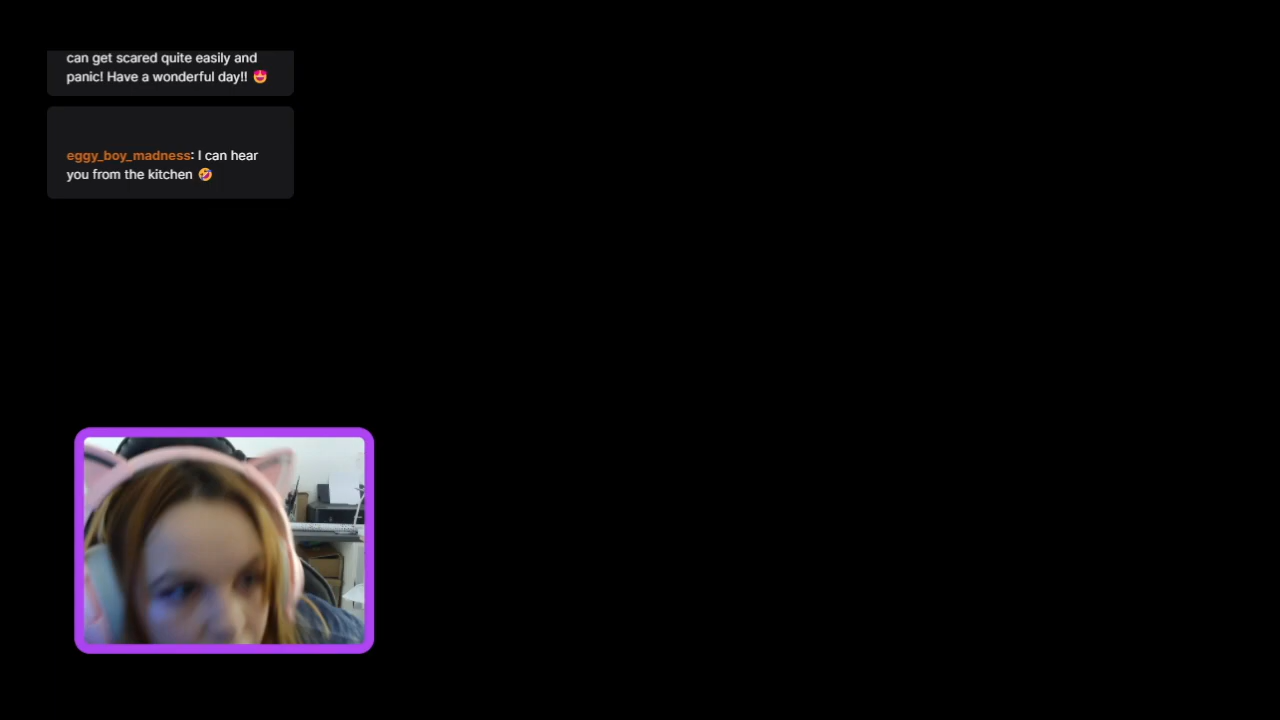 can get scared quite easily and
panic! Have a wonderful day!! 😍
eggy_boy_madness: I can hear
you from the kitchen 🤣